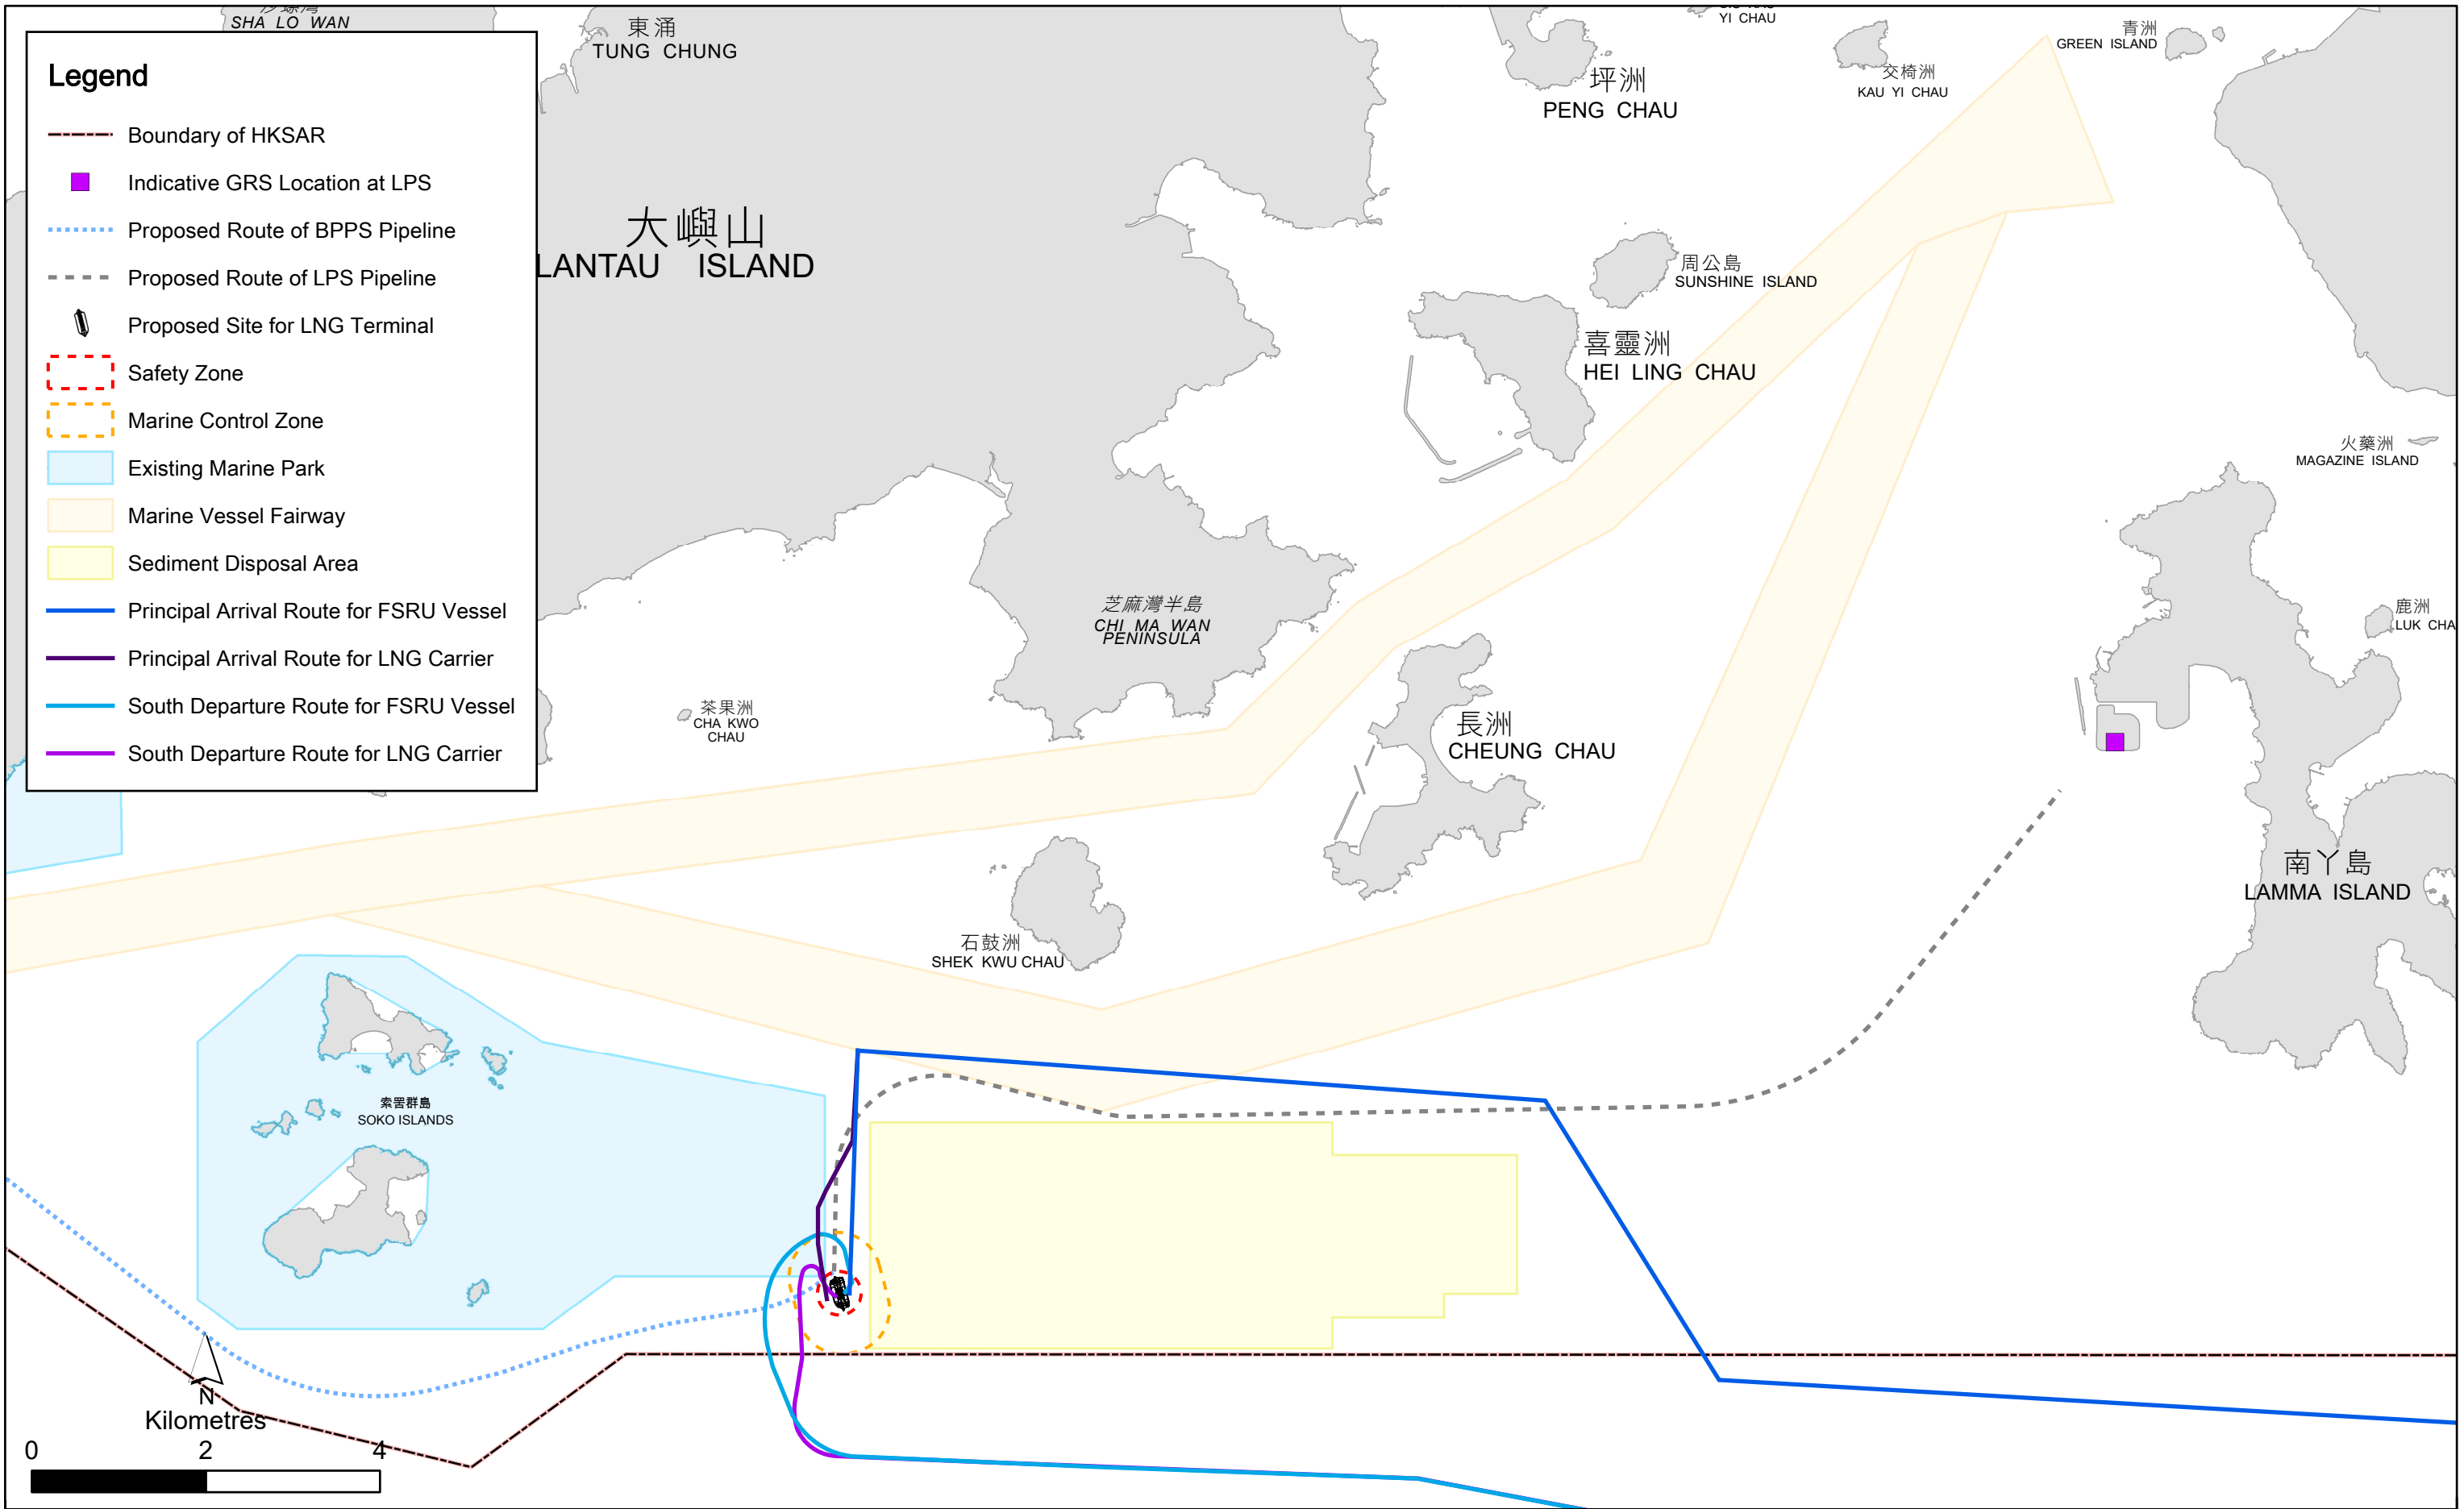 SHA LO WAN
東涌
TUNG CHUNG
YI CHAU
青洲
GREEN ISLAND
坪洲
PENG CHAU
交椅洲
KAU YI CHAU
Legend
Boundary of HKSAR
Indicative GRS Location at LPS
Proposed Route of BPPS Pipeline
Proposed Route of LPS Pipeline
Proposed Site for LNG Terminal
Safety Zone
Marine Control Zone
Existing Marine Park
Marine Vessel Fairway
Sediment Disposal Area
Principal Arrival Route for FSRU Vessel
Principal Arrival Route for LNG Carrier
South Departure Route for FSRU Vessel
South Departure Route for LNG Carrier
大嶼山
LANTAU ISLAND
周公島
SUNSHINE ISLAND
喜靈洲
HEI LING CHAU
火藥洲
MAGAZINE ISLAND
芝麻灣半島
CHI MA WAN
PENINSULA
鹿洲
LUK CHA
茶果洲
CHA KWO
CHAU
長洲
CHEUNG CHAU
南丫島
LAMMA ISLAND
石鼓洲
SHEK KWU CHAU
索罟群島
SOKO ISLANDS
N
Kilometres
0 2 4